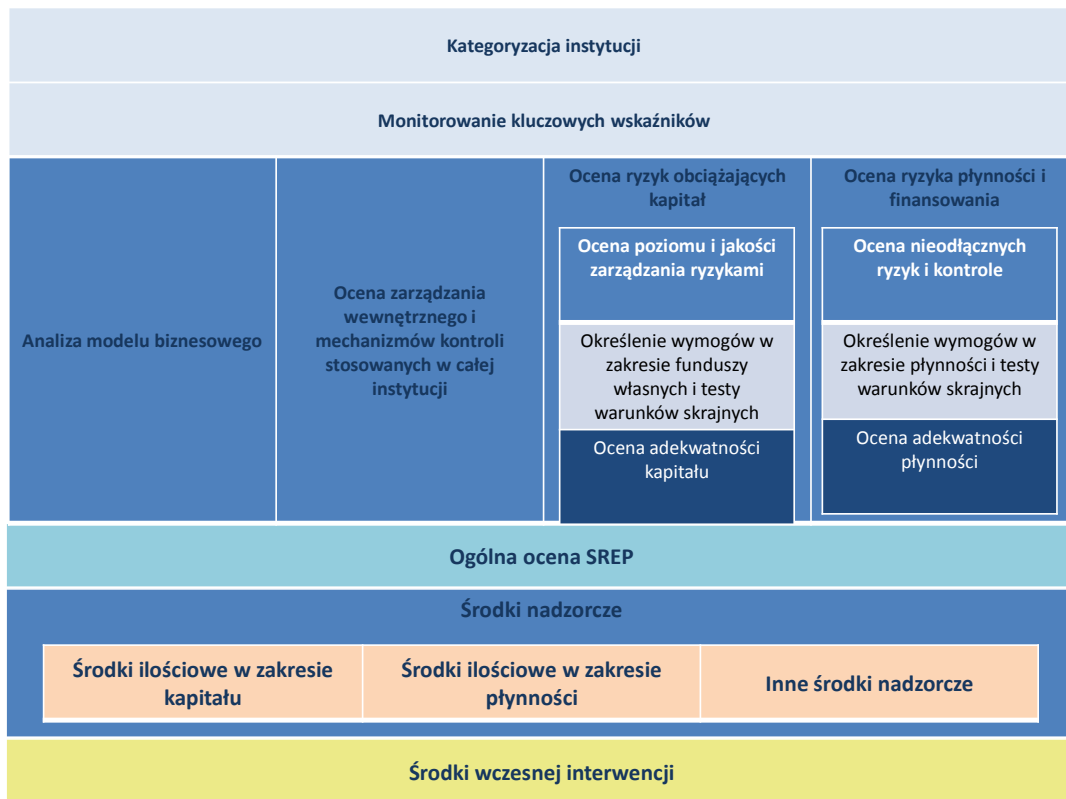 Kategoryzacja instytucji
Monitorowanie kluczowych wskaźników
Analiza modelu biznesowego
Ocena zarządzania
wewnętrznego i
mechanizmów kontroli
stosowanych w całej
instytucji
Ocena ryzyk obciążających
kapitał
Ocena poziomu i jakości
zarządzania ryzykami
Określenie wymogów w
zakresie funduszy
własnych i testy
warunków skrajnych
Ocena adekwatności
kapitału
Ocena ryzyka płynności i
finansowania
Ocena nieodłącznych
ryzyk i kontrole
Określenie wymogów w
zakresie płynności i testy
warunków skrajnych
Ocena adekwatności
płynności
Ogólna ocena SREP
Środki nadzorcze
Środki ilościowe w zakresie
kapitału
Środki ilościowe w zakresie
płynności
Inne środki nadzorcze
Środki wczesnej interwencji